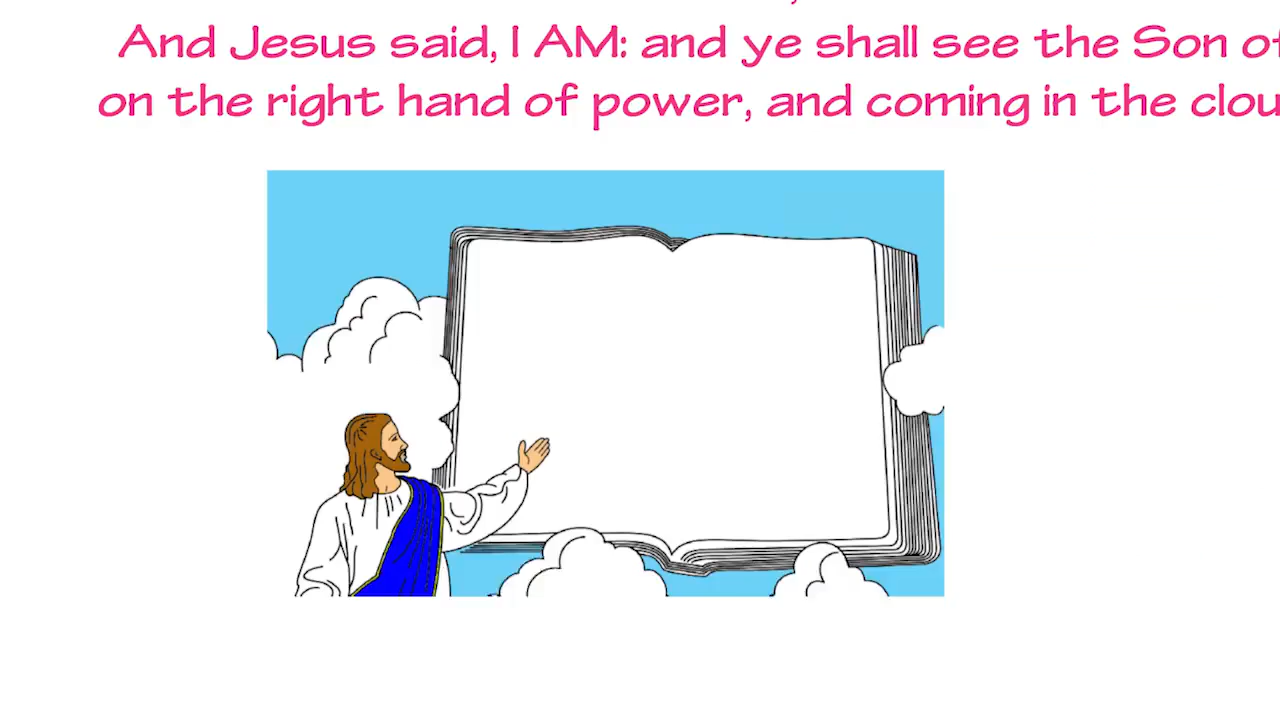 And Jesus said, I AM: and ye shall see the Son
on the right hand of power, and coming in the